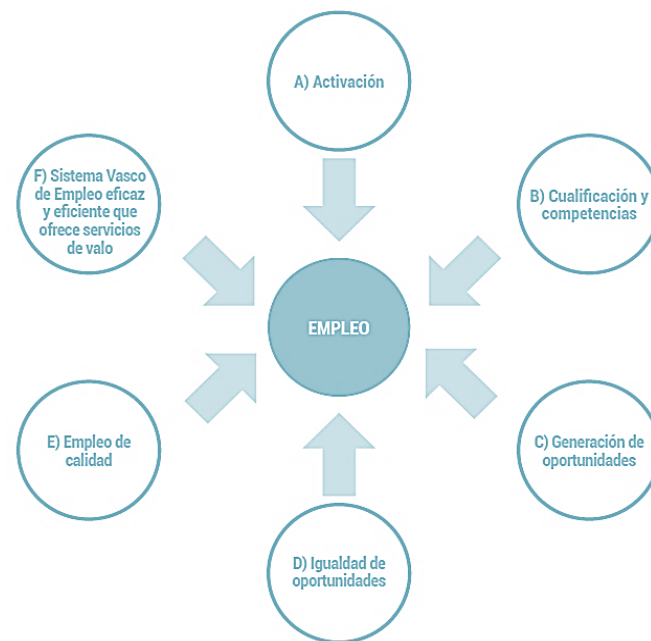 A) Activación
F) Sistema Vasco
de Empleo eficaz
y eficiente que
ofrece servicios
de valo
B) Cualificación y
competencias
EMPLEO
E) Empleo de
calidad
C) Generación de
oportunidades
D) Igualdad de
oportunidades